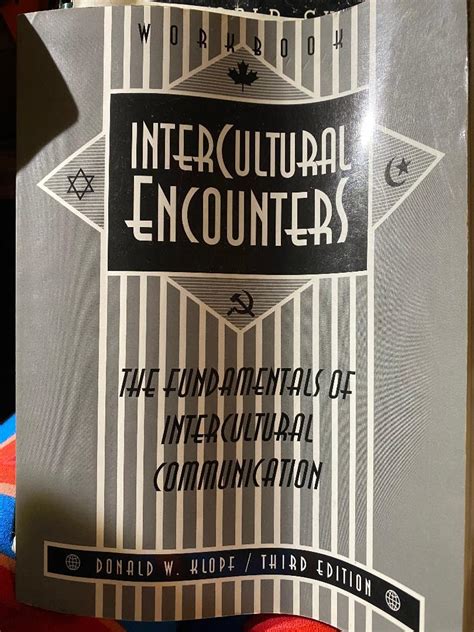 WORKBOOK
INTERCULTURAL
ENCOUNTERS
THE FUNDAMENTALS OF
INTERCULTURAL
COMMUNICATION
DONALD W. KLOPF / THIRD EDITION